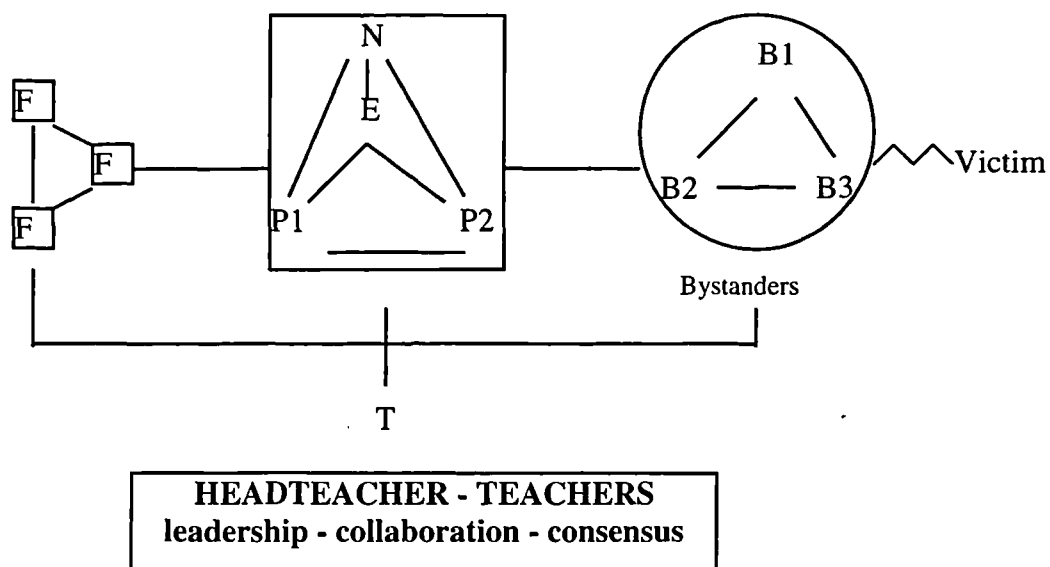 N
B1
F
E
F
Victim
P1
P2
B2
B3
F
Bystanders
T
HEADTEACHER - TEACHERS
leadership - collaboration - consensus